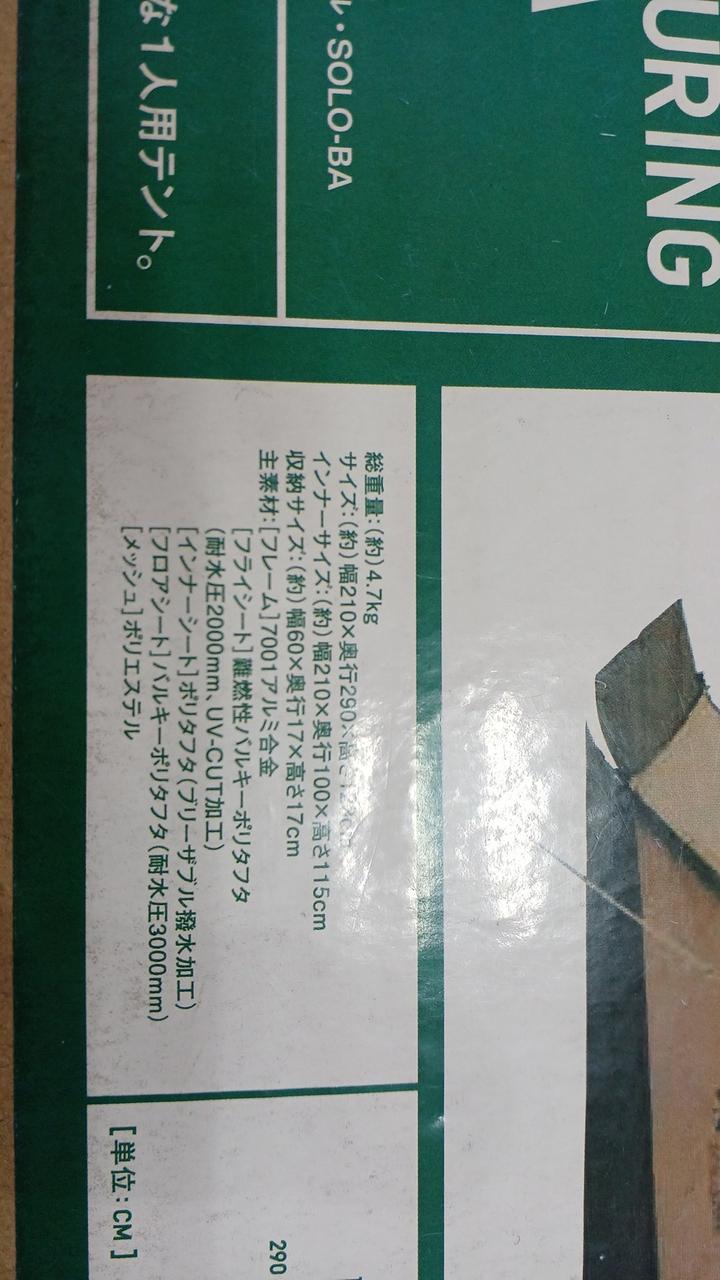 URING
ル・SOLO-BA
な1人用テント。
総重量：（約）4.7kg
サイズ：（約）幅210×奥行290×高さ
インナーサイズ：（約）幅210×奥行100×高さ115cm
収納サイズ：（約）幅60×奥行17×高さ17cm
主素材：［フレーム］7001アルミ合金
［フライシート］難燃性バルキーポリタフタ
（耐水圧2000mm、UV-CUT加工）
［インナーシート］ポリタフタ（ブリーザブル撥水加工）
［フロアシート］バルキーポリタフタ（耐水圧3000mm）
［メッシュ］ポリエステル
290
［単位：CM］